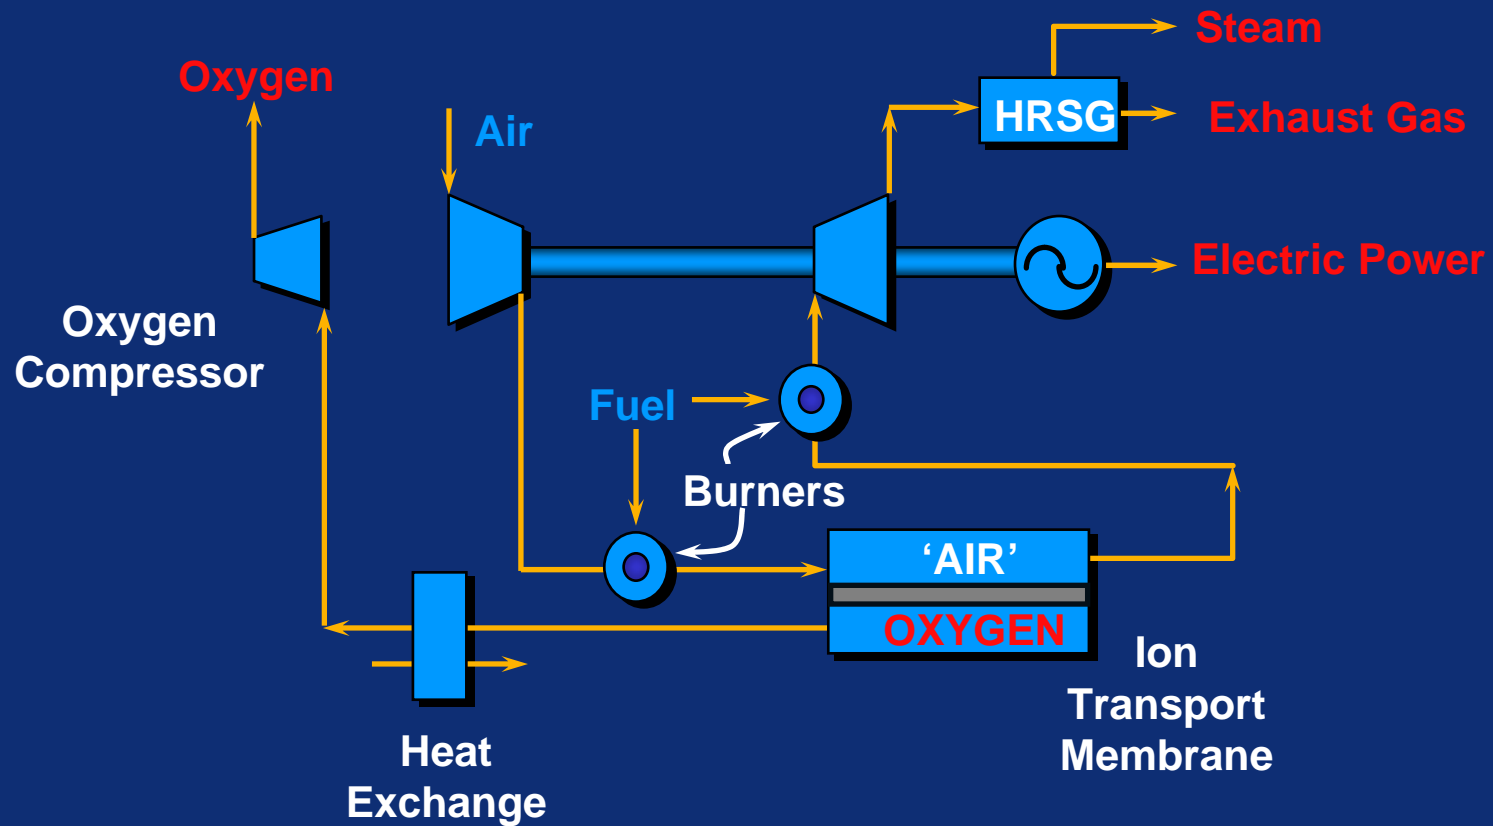 Steam
Oxygen
HRSG
Exhaust Gas
Air
Electric Power
Oxygen
Compressor
Fuel
Burners
‘AIR’
OXYGEN
Ion
Transport
Membrane
Heat
Exchange